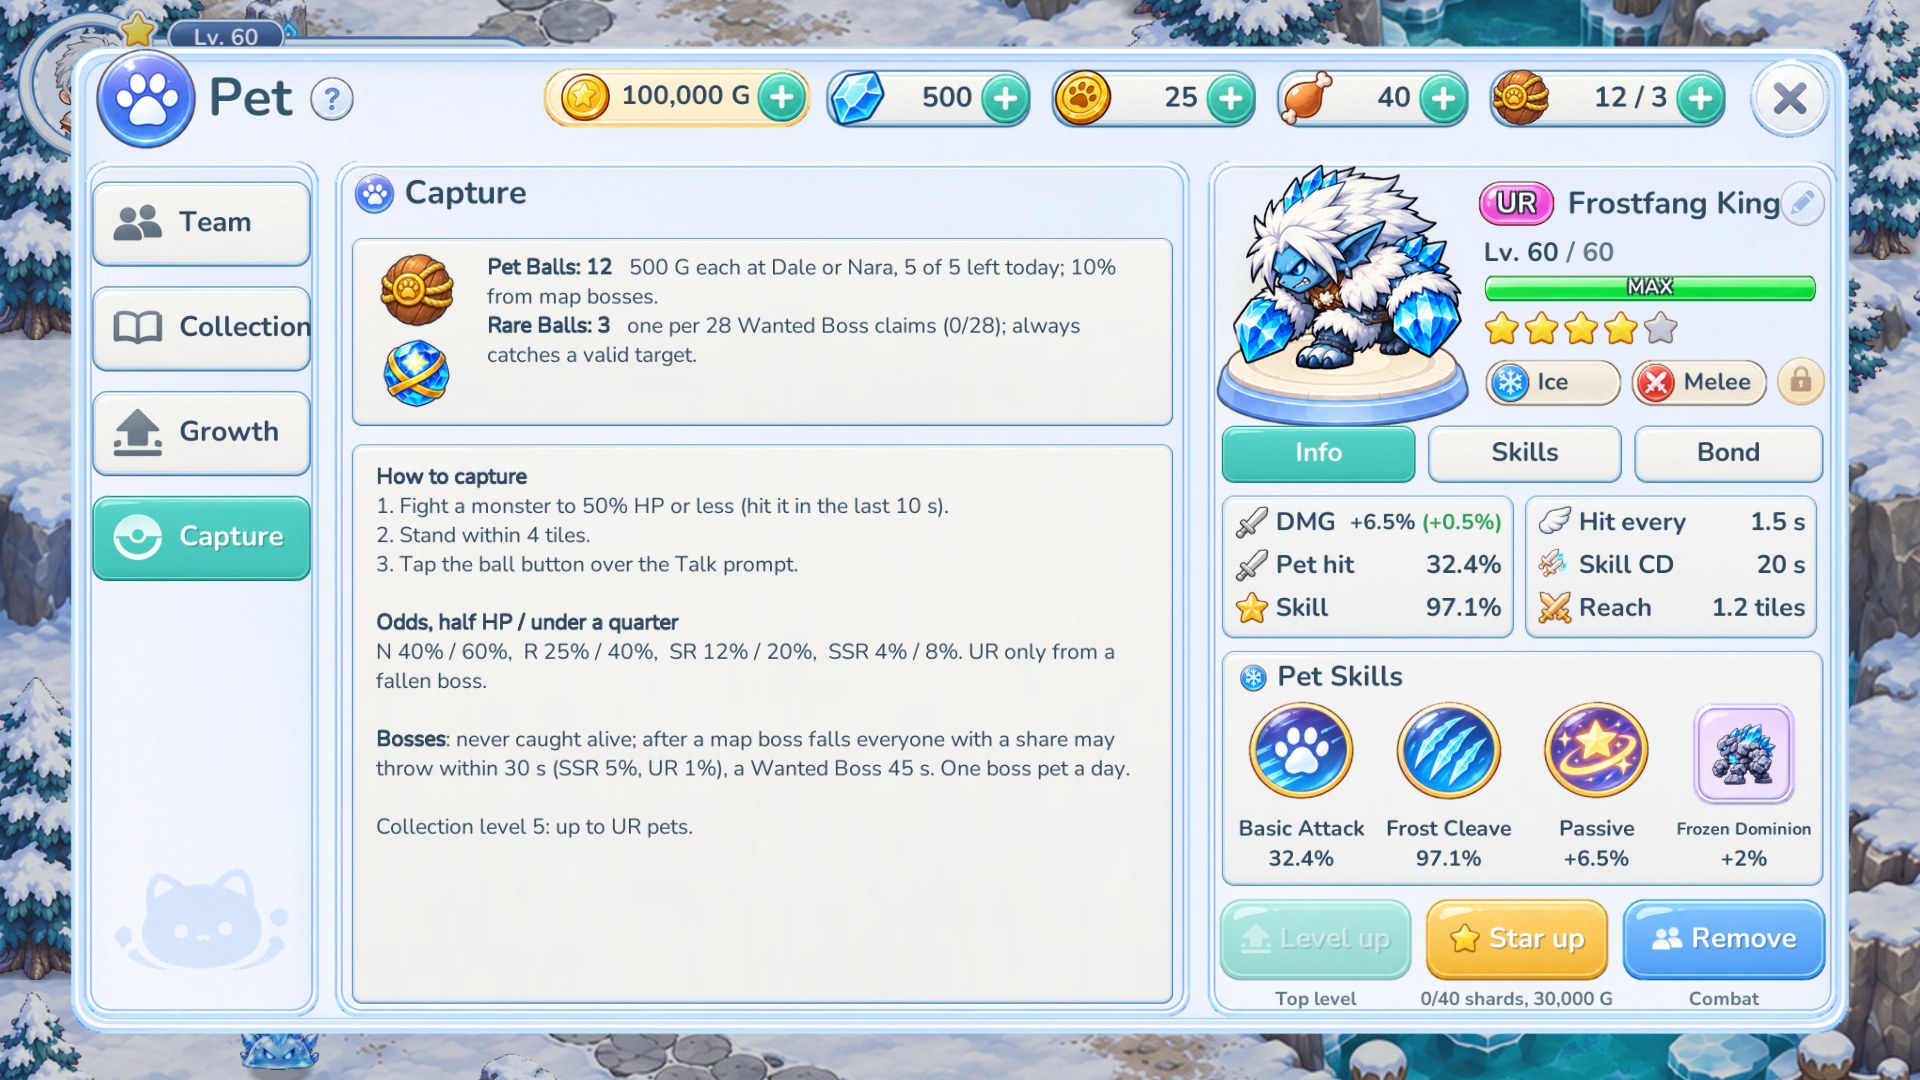 Lv. 60
Pet
?
100,000 G
500
25
40
12 / 3
Team
Collection
Growth
Capture
Capture
Pet Balls: 12 500 G each at Dale or Nara, 5 of 5 left today; 10%
from map bosses.
Rare Balls: 3 one per 28 Wanted Boss claims (0/28); always
catches a valid target.
How to capture
1. Fight a monster to 50% HP or less (hit it in the last 10 s).
2. Stand within 4 tiles.
3. Tap the ball button over the Talk prompt.
Odds, half HP / under a quarter
N 40% / 60%, R 25% / 40%, SR 12% / 20%, SSR 4% / 8%. UR only from a
fallen boss.
Bosses: never caught alive; after a map boss falls everyone with a share may
throw within 30 s (SSR 5%, UR 1%), a Wanted Boss 45 s. One boss pet a day.
Collection level 5: up to UR pets.
UR Frostfang King
Lv. 60 / 60
MAX
Ice
Melee
Info
Skills
Bond
DMG +6.5% (+0.5%)
Pet hit 32.4%
Skill 97.1%
Hit every 1.5 s
Skill CD 20 s
Reach 1.2 tiles
Pet Skills
Basic Attack
32.4%
Frost Cleave
97.1%
Passive
+6.5%
Frozen Dominion
+2%
Level up
Star up
Remove
Top level
0/40 shards, 30,000 G
Combat